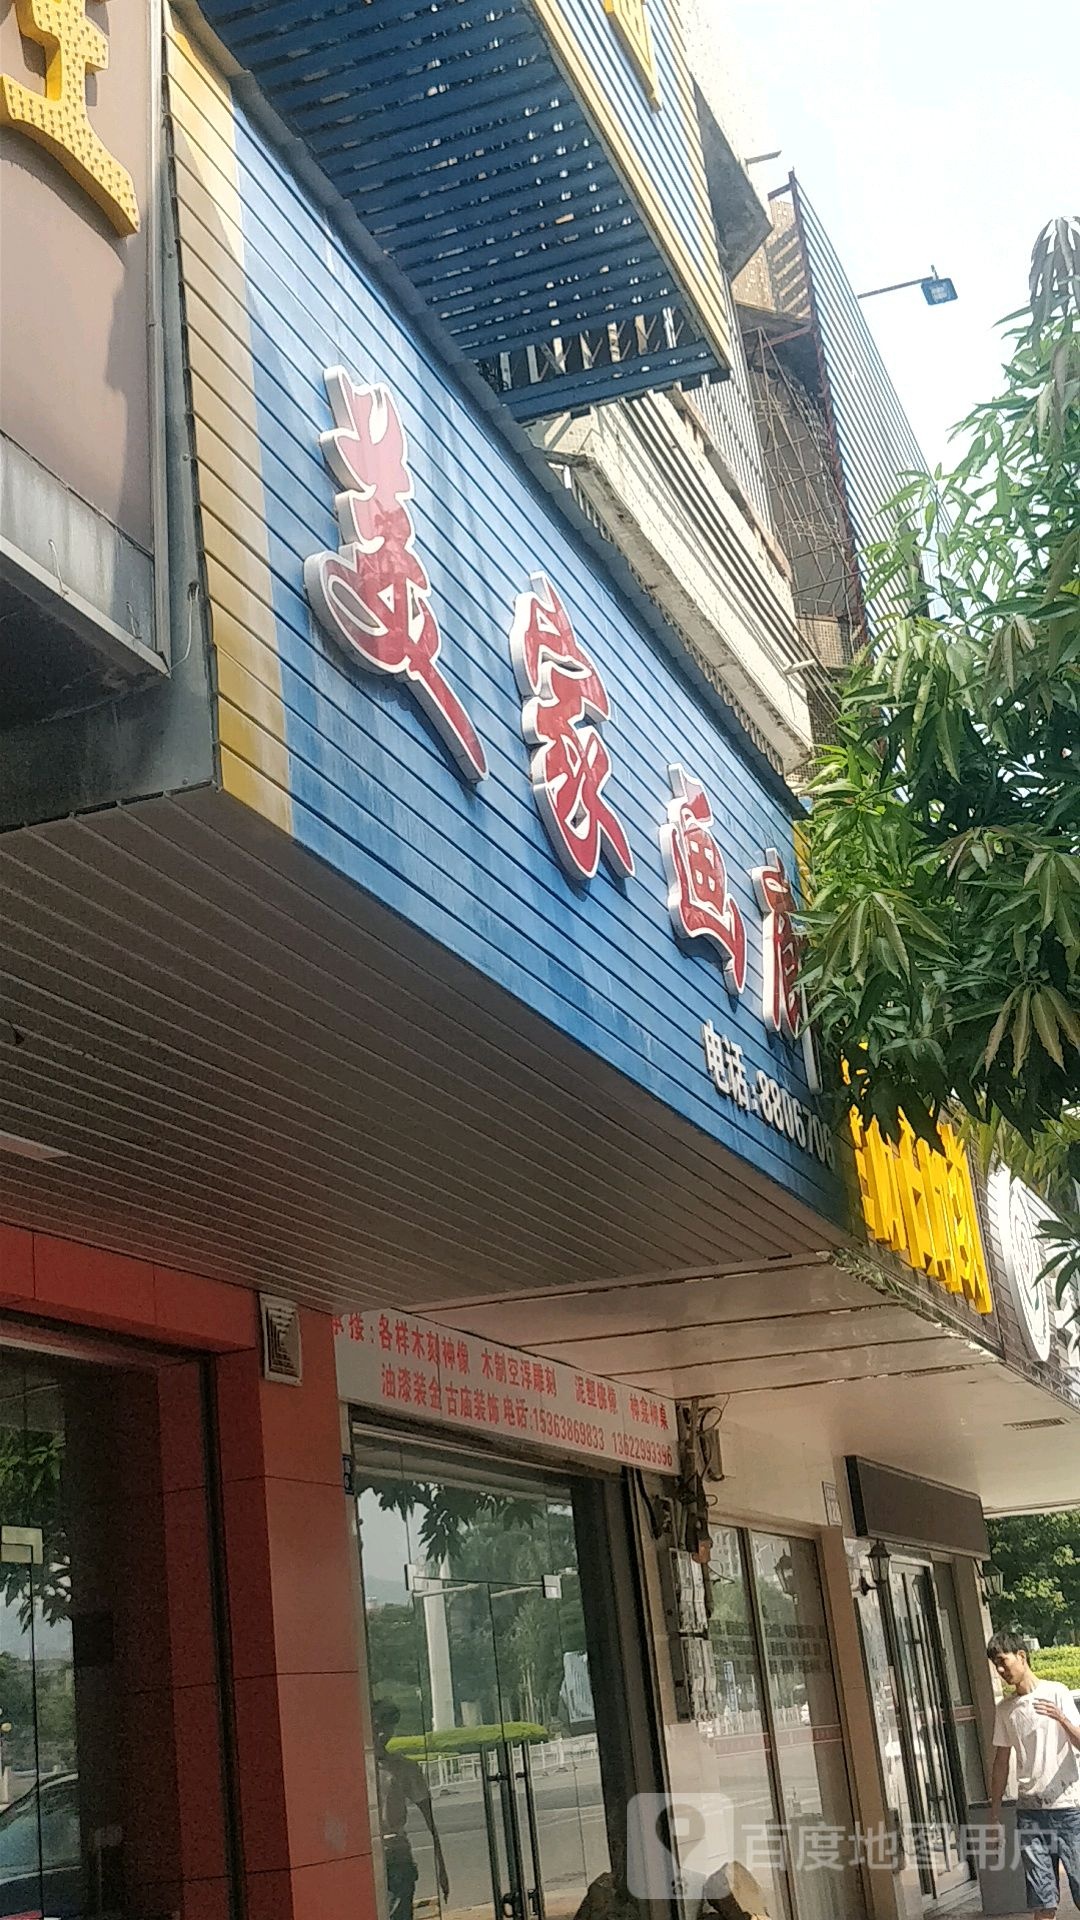 美家画廊
电话:8806708
承接:各样木刻神像 木制空浮雕刻 泥塑佛像 神龛神桌
油漆装金 古庙装饰 电话:15363869833 13622993396
百度地图用户